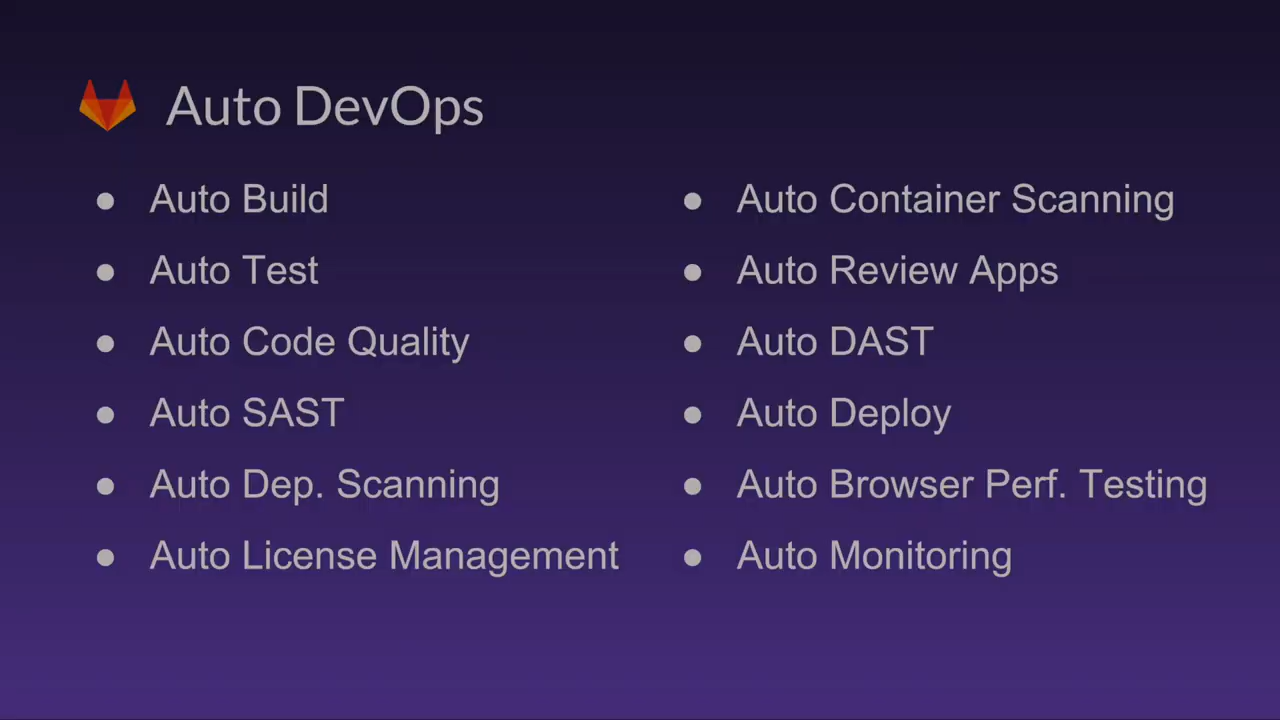 Auto DevOps
Auto Build
Auto Test
Auto Code Quality
Auto SAST
Auto Dep. Scanning
Auto License Management
Auto Container Scanning
Auto Review Apps
Auto DAST
Auto Deploy
Auto Browser Perf. Testing
Auto Monitoring